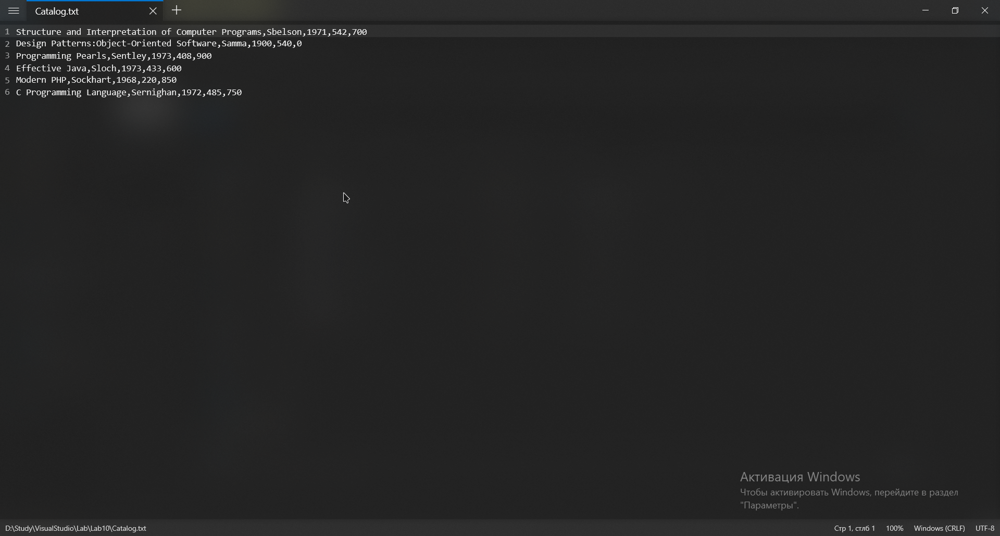 Catalog.txt
1 Structure and Interpretation of Computer Programs,Sbelson,1971,542,700
2 Design Patterns:Object-Oriented Software,Samma,1900,540,0
3 Programming Pearls,Sentley,1973,408,900
4 Effective Java,Sloch,1973,433,600
5 Modern PHP,Sockhart,1968,220,850
6 C Programming Language,Sernighan,1972,485,750
Активация Windows
Чтобы активировать Windows, перейдите в раздел
"Параметры".
D:\Study\VisualStudio\Lab\Lab10\Catalog.txt Стр 1, стлб 1 100% Windows (CRLF) UTF-8